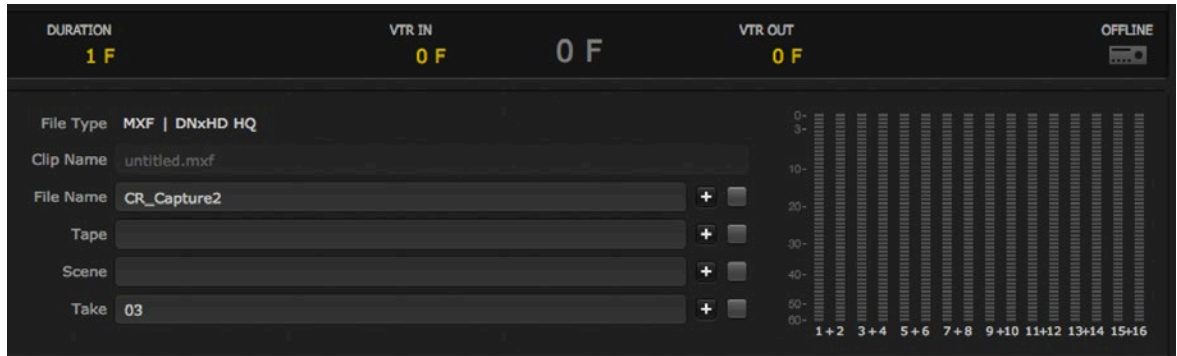 DURATION VTR IN VTR OUT OFFLINE
1 F 0 F 0 F 0 F
File Type MXF | DNxHD HQ
Clip Name untitled.mxf
File Name CR_Capture2 +
Tape +
Scene +
Take 03 +
0-
3-
10-
20-
30-
40-
50-
60-
1+2 3+4 5+6 7+8 9+10 11+12 13+14 15+16